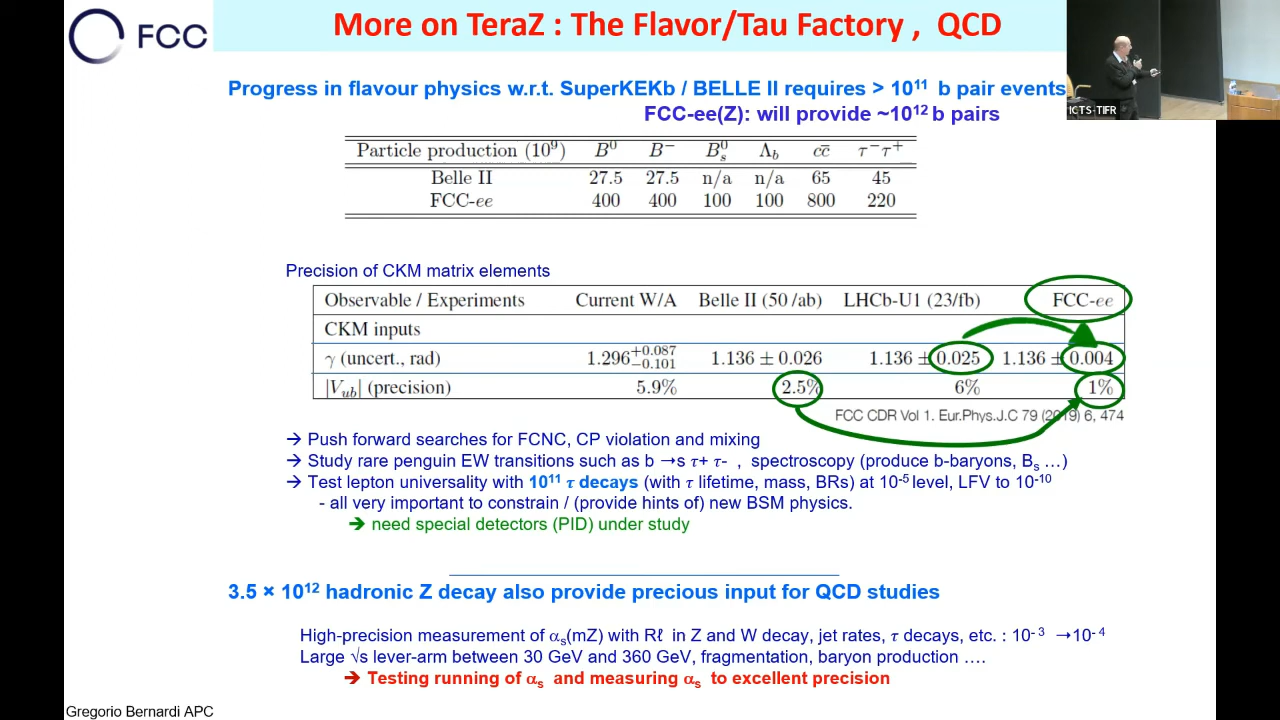 FCC
More on TeraZ : The Flavor/Tau Factory , QCD
Progress in flavour physics w.r.t. SuperKEKb / BELLE II requires > 10¹¹ b pair events
FCC-ee(Z): will provide ~10¹² b pairs
ICTS-TIFR
Particle production (10⁹) B⁰ B⁻ B⁰ₛ Λ_b cc̄ τ⁻τ⁺
Belle II 27.5 27.5 n/a n/a 65 45
FCC-ee 400 400 100 100 800 220
Precision of CKM matrix elements
Observable / Experiments Current W/A Belle II (50 /ab) LHCb-U1 (23/fb) FCC-ee
CKM inputs
γ (uncert., rad) 1.296 +0.087 −0.101 1.136 ± 0.026 1.136 ± 0.025 1.136 ± 0.004
|V_ub| (precision) 5.9% 2.5% 6% 1%
FCC CDR Vol 1. Eur.Phys.J.C 79 (2019) 6, 474
→ Push forward searches for FCNC, CP violation and mixing
→ Study rare penguin EW transitions such as b →s τ+ τ- , spectroscopy (produce b-baryons, Bₛ …)
→ Test lepton universality with 10¹¹ τ decays (with τ lifetime, mass, BRs) at 10⁻⁵ level, LFV to 10⁻¹⁰
- all very important to constrain / (provide hints of) new BSM physics.
➔ need special detectors (PID) under study
3.5 × 10¹² hadronic Z decay also provide precious input for QCD studies
High-precision measurement of αₛ(mZ) with Rℓ in Z and W decay, jet rates, τ decays, etc. : 10⁻³ →10⁻⁴
Large √s lever-arm between 30 GeV and 360 GeV, fragmentation, baryon production ….
➔ Testing running of αₛ and measuring αₛ to excellent precision
Gregorio Bernardi APC